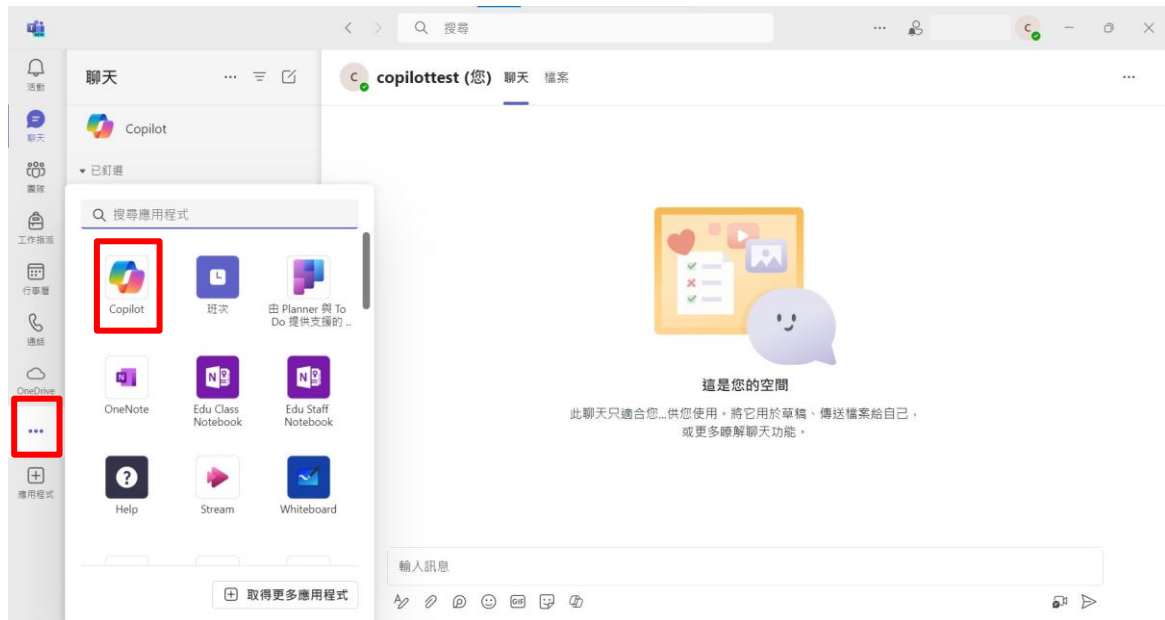 搜尋
C
活動
聊天
團隊
工作指派
行事曆
通話
OneDrive
應用程式
聊天
Copilot
已釘選
搜尋應用程式
Copilot
班次
由 Planner 與 To
Do 提供支援的 ...
OneNote
Edu Class
Notebook
Edu Staff
Notebook
Help
Stream
Whiteboard
取得更多應用程式
C
copilottest (您) 聊天 檔案
這是您的空間
此聊天只適合您...供您使用。將它用於草稿、傳送檔案給自己，
或更多瞭解聊天功能。
輸入訊息
GIF